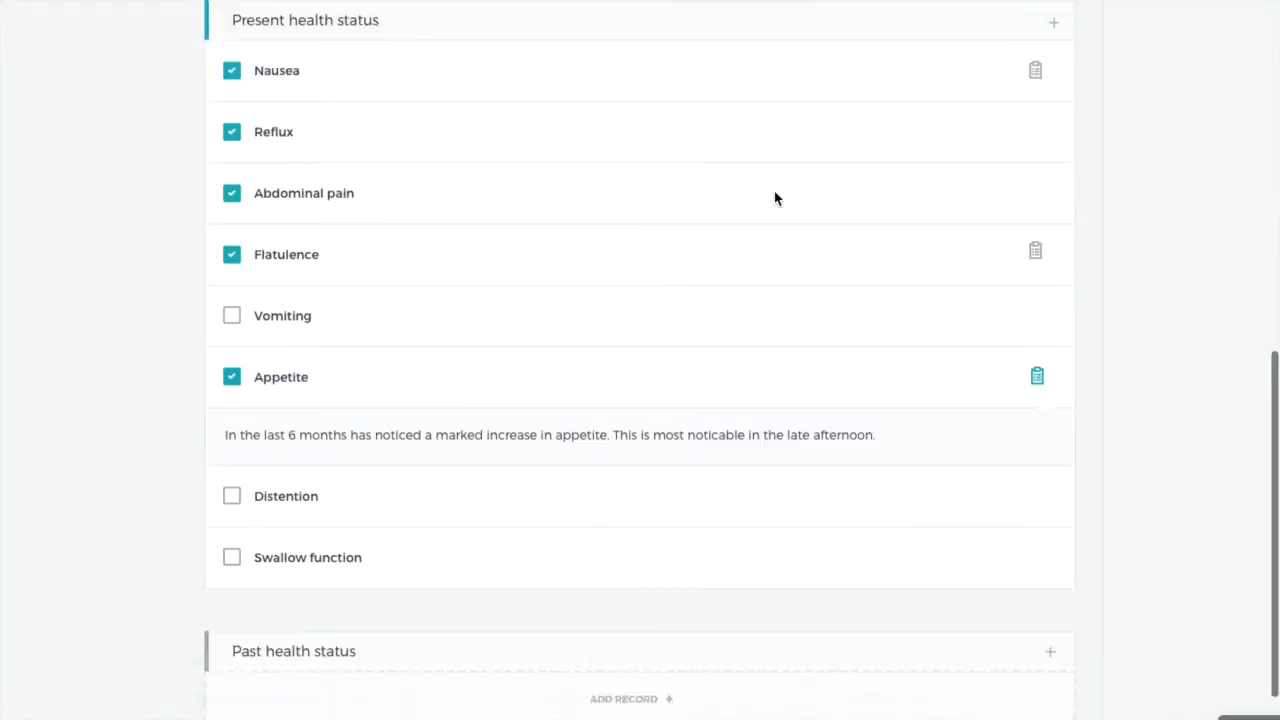 Present health status
Nausea
Reflux
Abdominal pain
Flatulence
Vomiting
Appetite
In the last 6 months has noticed a marked increase in appetite. This is most noticable in the late afternoon.
Distention
Swallow function
Past health status
ADD RECORD +